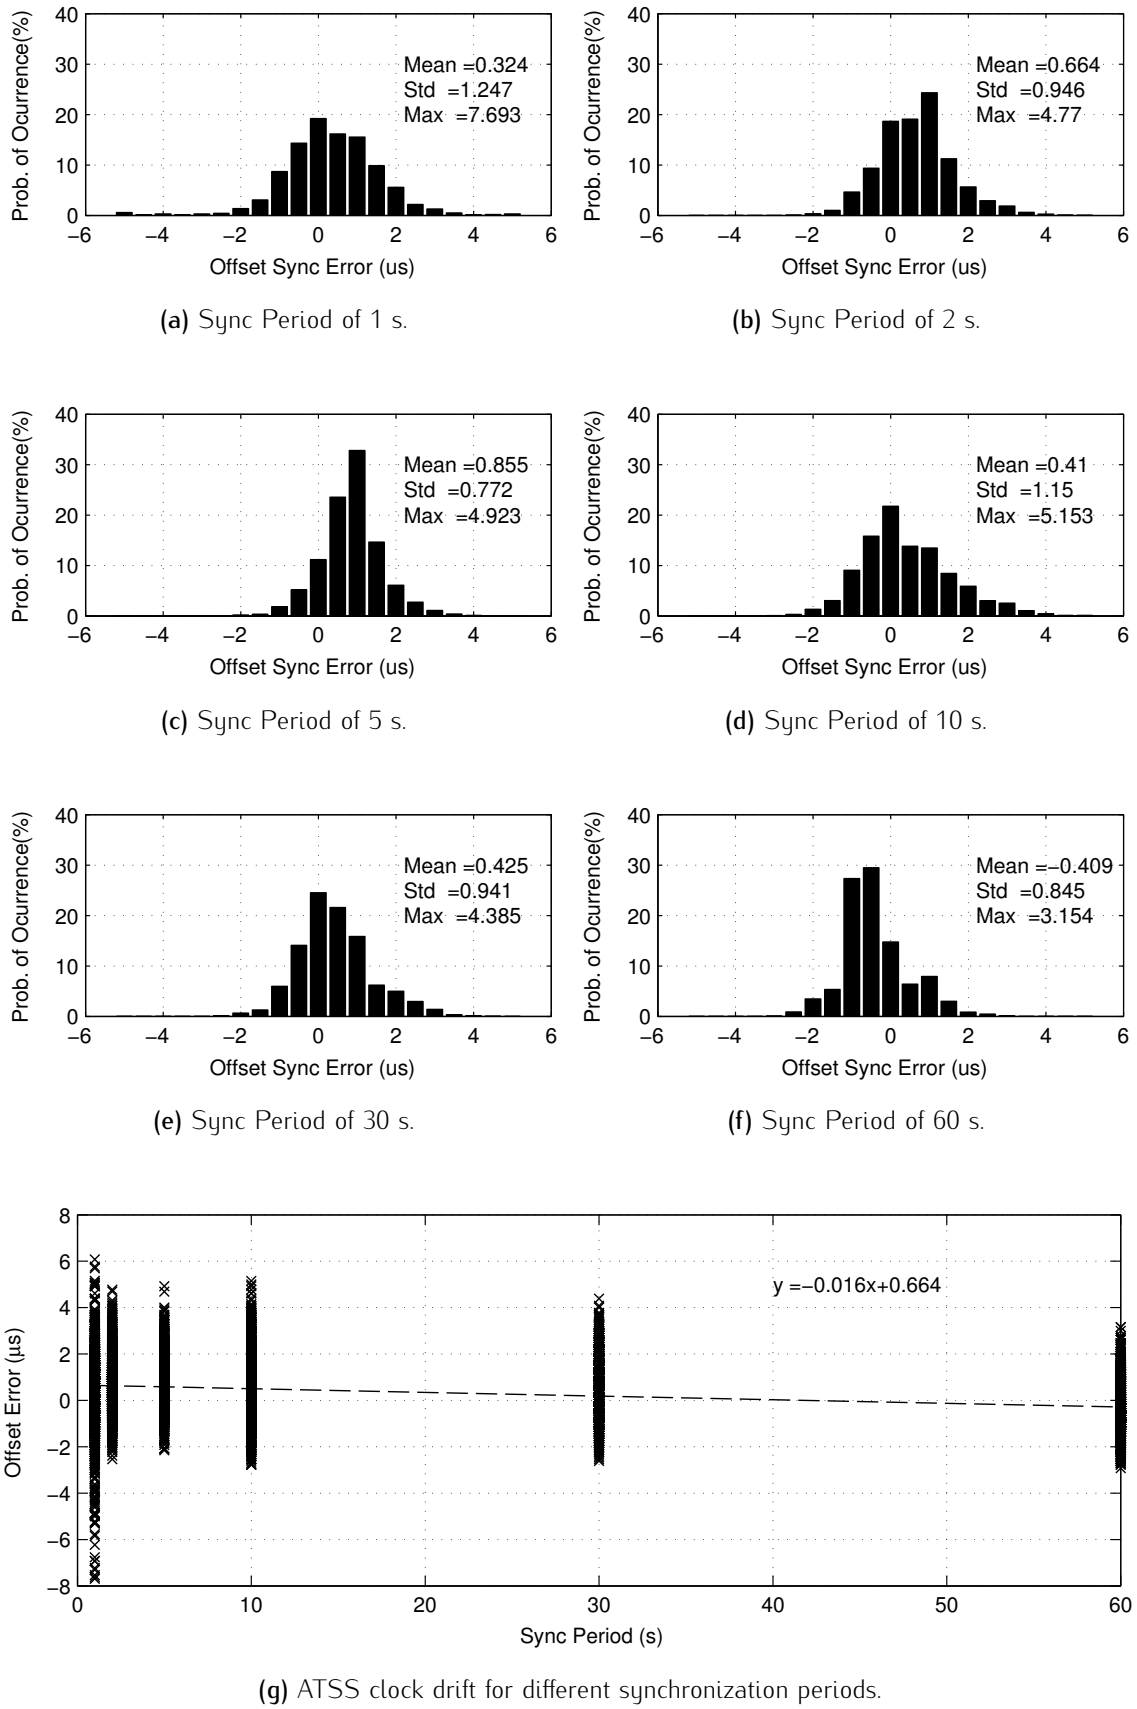 Prob. of Ocurrence(%)
40
30
20
10
0
Mean =0.324
Std =1.247
Max =7.693
−6 −4 −2 0 2 4 6
Offset Sync Error (us)
(a) Sync Period of 1 s.
Prob. of Ocurrence(%)
40
30
20
10
0
Mean =0.664
Std =0.946
Max =4.77
−6 −4 −2 0 2 4 6
Offset Sync Error (us)
(b) Sync Period of 2 s.
Prob. of Ocurrence(%)
40
30
20
10
0
Mean =0.855
Std =0.772
Max =4.923
−6 −4 −2 0 2 4 6
Offset Sync Error (us)
(c) Sync Period of 5 s.
Prob. of Ocurrence(%)
40
30
20
10
0
Mean =0.41
Std =1.15
Max =5.153
−6 −4 −2 0 2 4 6
Offset Sync Error (us)
(d) Sync Period of 10 s.
Prob. of Ocurrence(%)
40
30
20
10
0
Mean =0.425
Std =0.941
Max =4.385
−6 −4 −2 0 2 4 6
Offset Sync Error (us)
(e) Sync Period of 30 s.
Prob. of Ocurrence(%)
40
30
20
10
0
Mean =−0.409
Std =0.845
Max =3.154
−6 −4 −2 0 2 4 6
Offset Sync Error (us)
(f) Sync Period of 60 s.
Offset Error (μs)
8
6
4
2
0
−2
−4
−6
−8
y =−0.016x+0.664
0 10 20 30 40 50 60
Sync Period (s)
(g) ATSS clock drift for different synchronization periods.